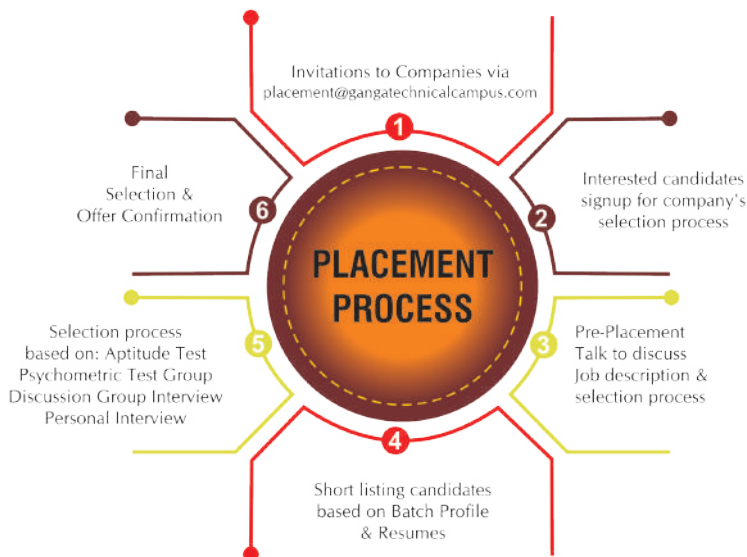 PLACEMENT
PROCESS
1
Invitations to Companies via
placement@gangatechnicalcampus.com
2
Interested candidates
signup for company's
selection process
3
Pre-Placement
Talk to discuss
Job description &
selection process
4
Short listing candidates
based on Batch Profile
& Resumes
5
Selection process
based on: Aptitude Test
Psychometric Test Group
Discussion Group Interview
Personal Interview
6
Final
Selection &
Offer Confirmation